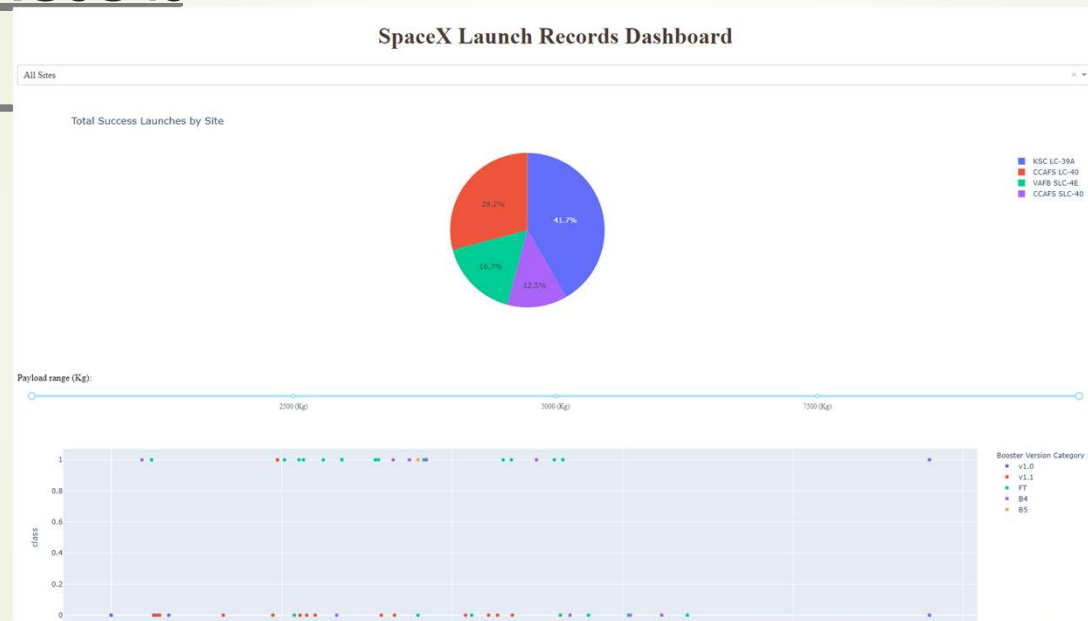 SpaceX Launch Records Dashboard
All Sites
Total Success Launches by Site
KSC LC-39A
CCAFS LC-40
VAFB SLC-4E
CCAFS SLC-40
29.2%
41.7%
16.7%
12.5%
Payload range (Kg):
2500 (Kg)
5000 (Kg)
7500 (Kg)
Booster Version Category
v1.0
v1.1
FT
B4
B5
1
0.8
0.6
0.4
0.2
0
class